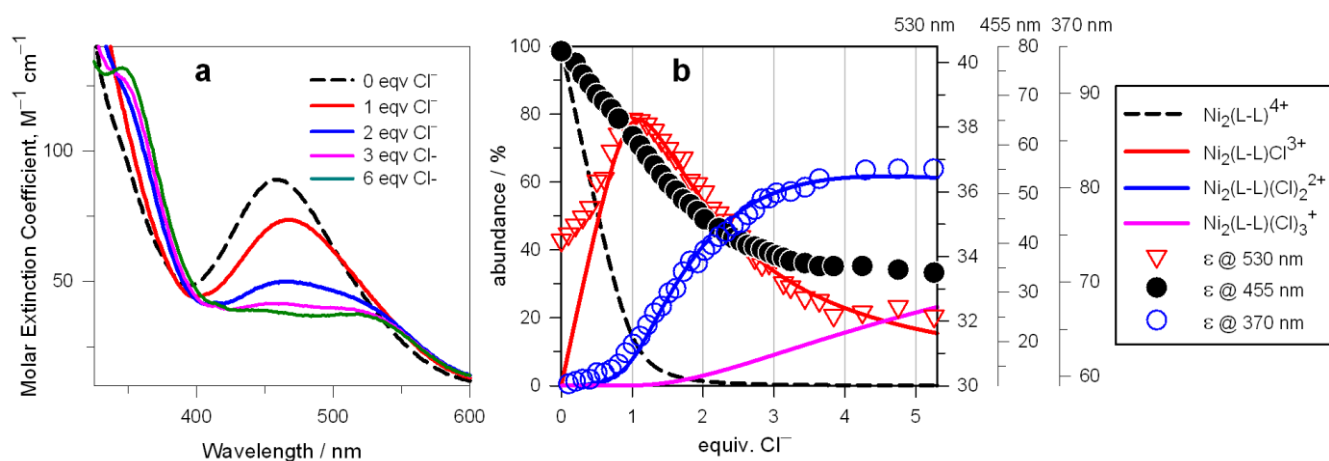 a
Molar Extinction Coefficient, M⁻¹ cm⁻¹
100
50
400
500
600
Wavelength / nm
0 eqv Cl⁻
1 eqv Cl⁻
2 eqv Cl⁻
3 eqv Cl-
6 eqv Cl-
b
abundance / %
100
80
60
40
20
0
0
1
2
3
4
5
equiv. Cl⁻
530 nm
455 nm
370 nm
40
38
36
34
32
30
80
70
60
50
40
30
20
90
80
70
60
Ni₂(L-L)⁴⁺
Ni₂(L-L)Cl³⁺
Ni₂(L-L)(Cl)₂²⁺
Ni₂(L-L)(Cl)₃⁺
ε @ 530 nm
ε @ 455 nm
ε @ 370 nm